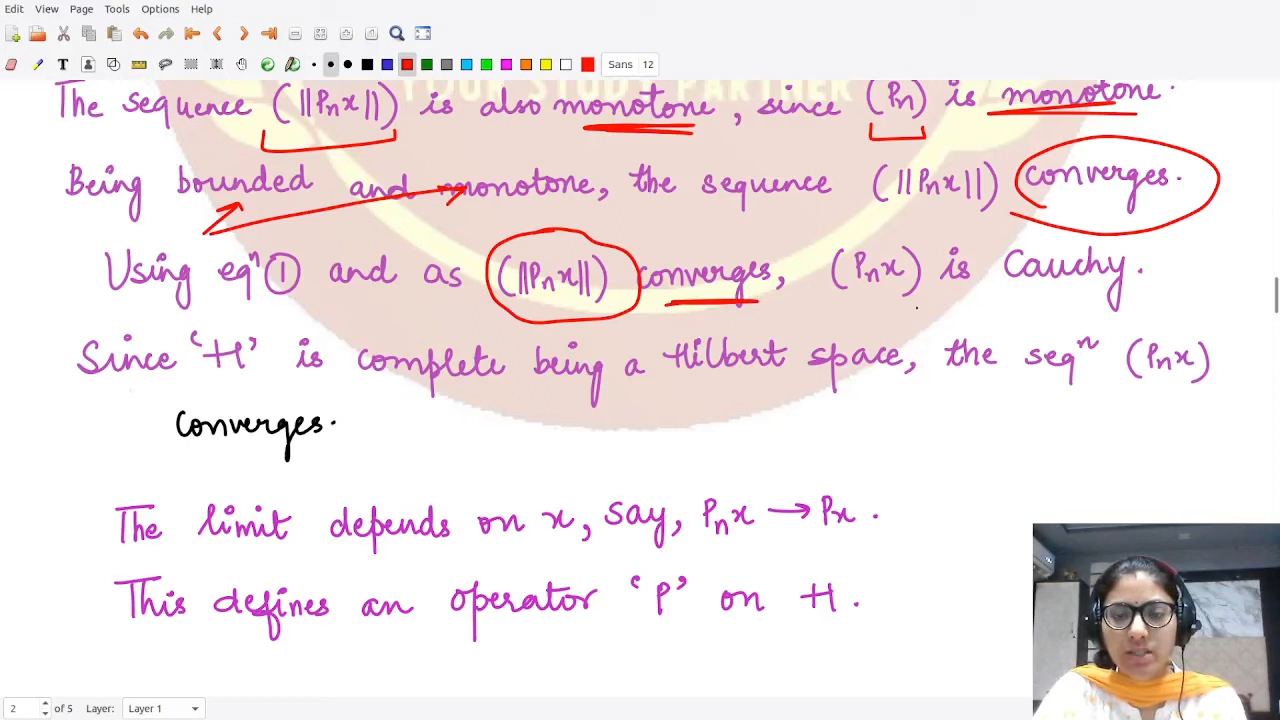 Edit View Page Tools Options Help
Sans 12
YOUR STUDY PARTNER
The sequence (||Pₙx||) is also monotone, since (Pₙ) is monotone.
Being bounded and monotone, the sequence (||Pₙx||) converges.
Using eqⁿ ① and as (||Pₙx||) converges, (Pₙx) is Cauchy.
Since 'H' is complete being a Hilbert space, the seqⁿ (Pₙx)
converges.
The limit depends on x, say, Pₙx → Px.
This defines an operator 'P' on H.
2 of 5 Layer: Layer 1